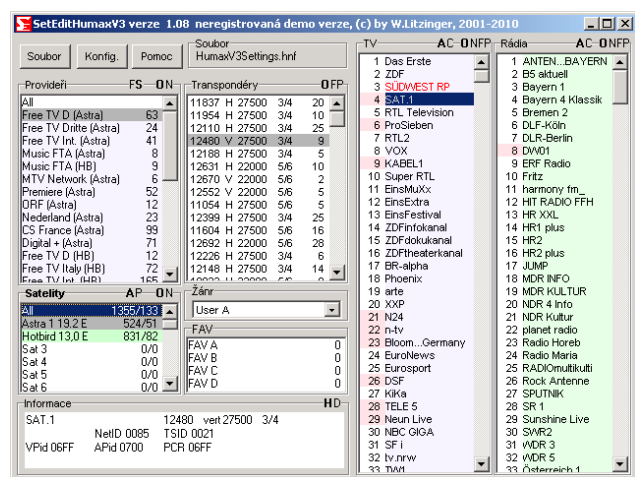 SetEditHumaxV3 verze 1.08 neregistrovaná demo verze, (c) by W.Litzinger, 2001-2010
Soubor
Konfig.
Pomoc
Soubor
HumaxV3Settings.hnf
Provideři FS ON
All
Free TV D (Astra) 63
Free TV Dritte (Astra) 24
Free TV Int. (Astra) 41
Music FTA (Astra) 8
Music FTA (HB) 9
MTV Network (Astra) 6
Premiere (Astra) 52
ORF (Astra) 12
Nederland (Astra) 23
CS France (Astra) 99
Digital + (Astra) 71
Free TV D (HB) 12
Free TV Italy (HB) 72
Free TV Int. (HB) 165
Transpondéry OFP
11837 H 27500 3/4 20
11954 H 27500 3/4 10
12110 H 27500 3/4 25
12480 V 27500 3/4 9
12188 H 27500 3/4 5
12631 H 22000 5/6 10
12670 V 22000 5/6 2
12552 V 22000 5/6 5
11054 H 27500 5/6 5
12399 H 27500 3/4 25
11604 H 27500 5/6 16
12692 H 22000 5/6 28
12226 H 27500 3/4 6
12148 H 27500 3/4 14
Satelity AP ON
All 1355/133
Astra 1 19,2 E 524/51
Hotbird 13,0 E 831/82
Sat 3 0/0
Sat 4 0/0
Sat 5 0/0
Sat 6 0/0
Žánr
User A
FAV
FAV A 0
FAV B 0
FAV C 0
FAV D 0
Informace HD
SAT.1 12480 vert 27500 3/4
NetID 0085 TSID 0021
VPid 06FF APid 0700 PCR 06FF
TV AC ONFP
1 Das Erste
2 ZDF
3 SÜDWEST RP
4 SAT.1
5 RTL Television
6 ProSieben
7 RTL2
8 VOX
9 KABEL1
10 Super RTL
11 EinsMuXx
12 EinsExtra
13 EinsFestival
14 ZDFinfokanal
15 ZDFdokukanal
16 ZDFtheaterkanal
17 BR-alpha
18 Phoenix
19 arte
20 XXP
21 N24
22 n-tv
23 Bloom...Germany
24 EuroNews
25 Eurosport
26 DSF
27 KiKa
28 TELE 5
29 Neun Live
30 NBC GIGA
31 SF i
32 tv.nrw
33 TW1
Rádia AC ONFP
1 ANTEN...BAYERN
2 B5 aktuell
3 Bayern 1
4 Bayern 4 Klassik
5 Bremen 2
6 DLF-Köln
7 DLR-Berlin
8 DW01
9 ERF Radio
10 Fritz
11 harmony fm_
12 HIT RADIO FFH
13 HR XXL
14 HR1 plus
15 HR2
16 HR2 plus
17 JUMP
18 MDR INFO
19 MDR KULTUR
20 NDR 4 Info
21 NDR Kultur
22 planet radio
23 Radio Horeb
24 Radio Maria
25 RADIOmultikulti
26 Rock Antenne
27 SPUTNIK
28 SR 1
29 Sunshine Live
30 SWR2
31 WDR 3
32 WDR 5
33 Österreich 1